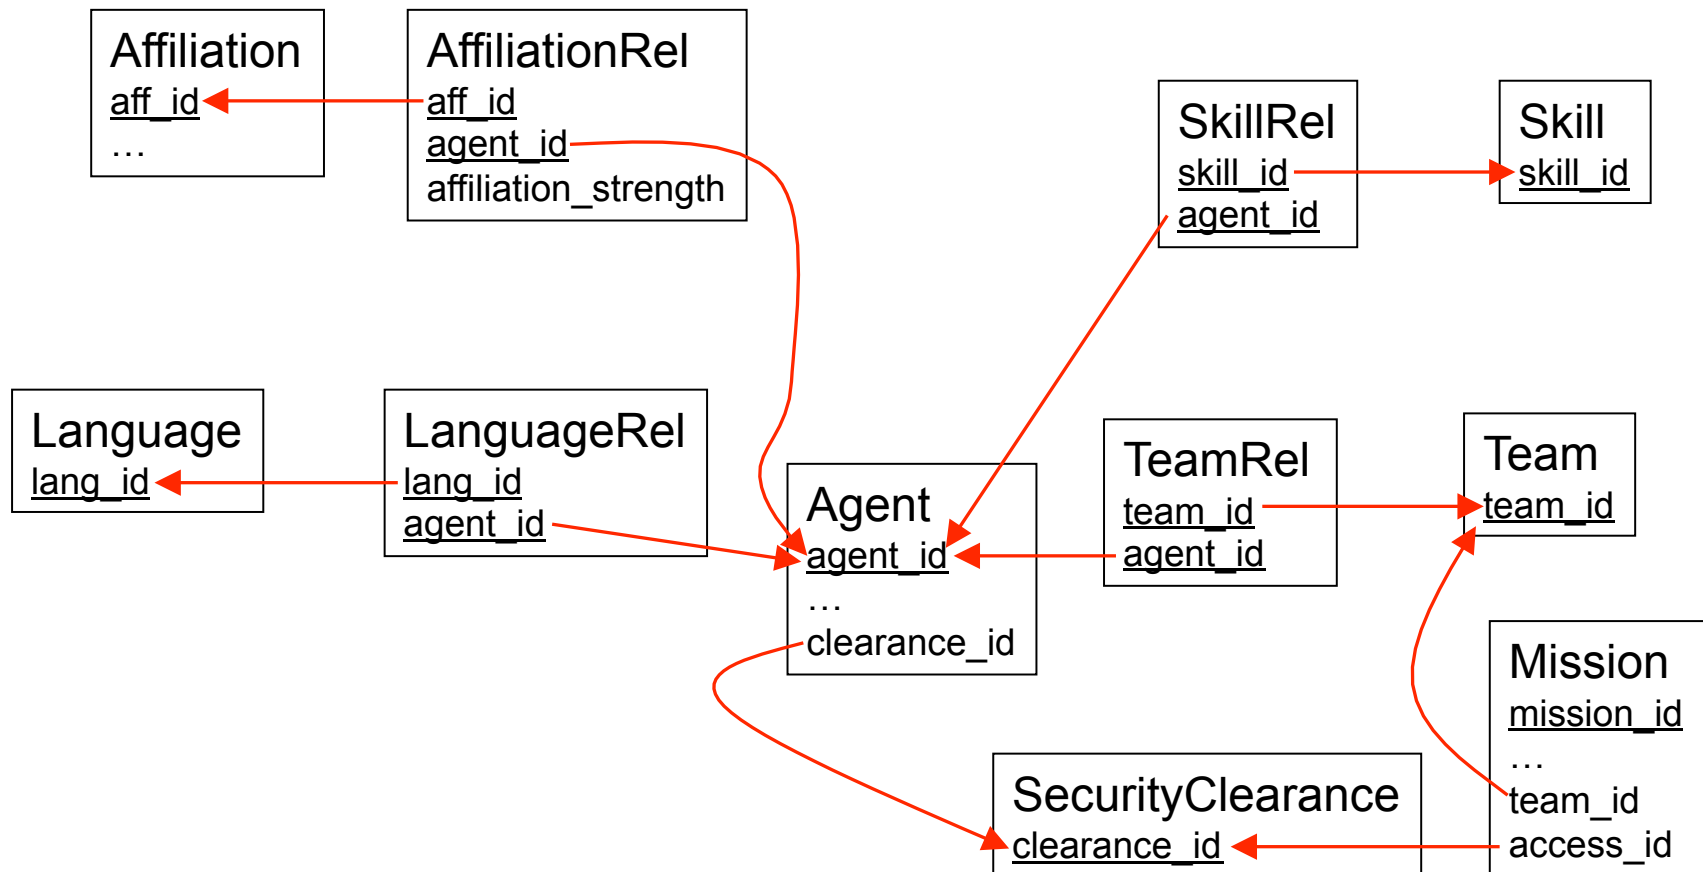 Affiliation
aff_id
…
AffiliationRel
aff_id
agent_id
affiliation_strength
SkillRel
skill_id
agent_id
Skill
skill_id
Language
lang_id
LanguageRel
lang_id
agent_id
Agent
agent_id
…
clearance_id
TeamRel
team_id
agent_id
Team
team_id
Mission
mission_id
…
team_id
access_id
SecurityClearance
clearance_id